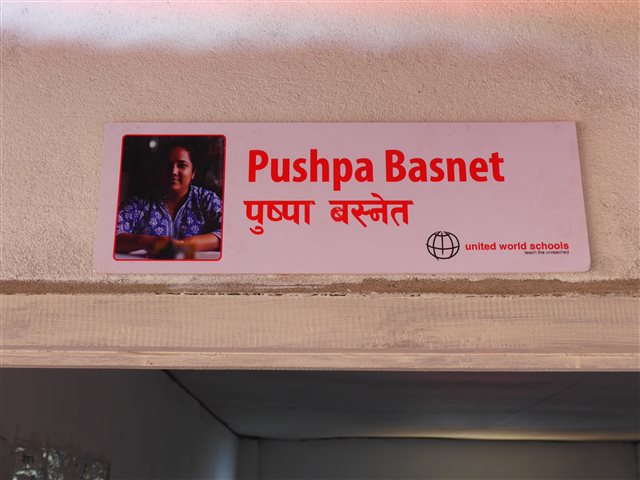 Pushpa Basnet
पुष्पा बस्नेत
united world schools
teach the unreached